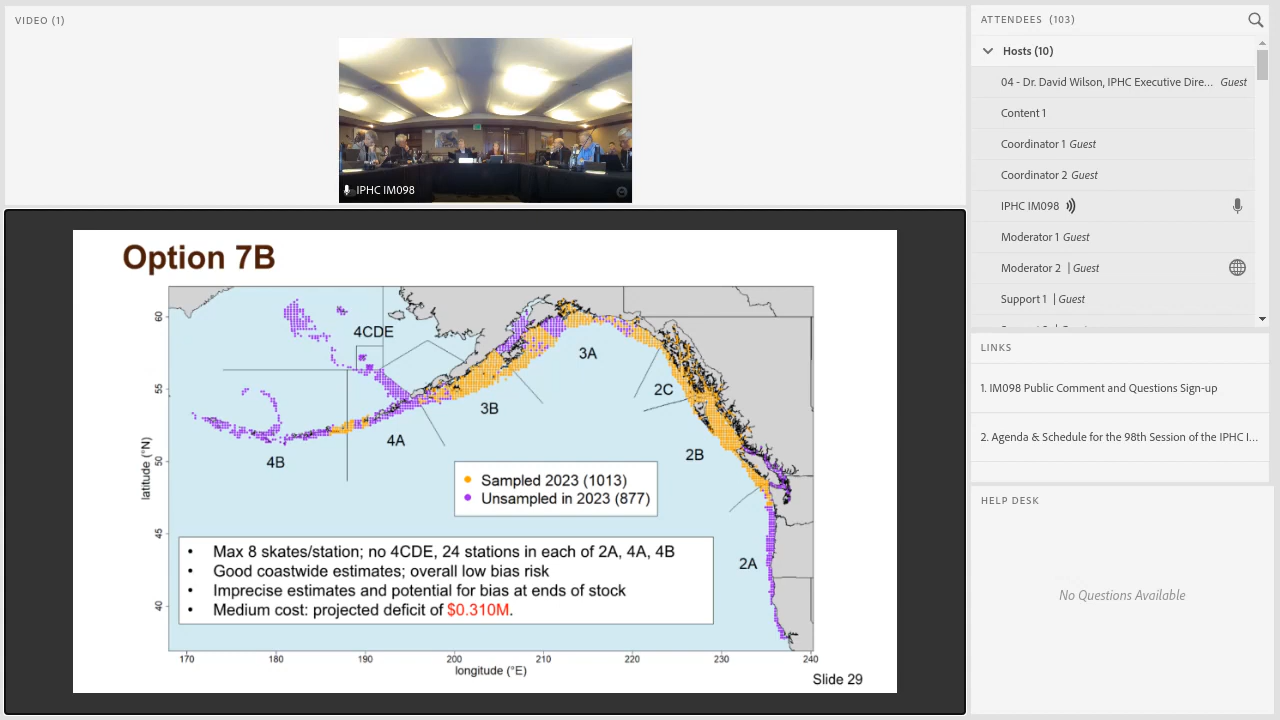 VIDEO (1)
IPHC IM098
Option 7B
60
55
50
45
40
latitude (°N)
4CDE
3A
2C
3B
4A
2B
4B
2A
Sampled 2023 (1013)
Unsampled in 2023 (877)
• Max 8 skates/station; no 4CDE, 24 stations in each of 2A, 4A, 4B
• Good coastwide estimates; overall low bias risk
• Imprecise estimates and potential for bias at ends of stock
• Medium cost: projected deficit of $0.310M.
170 180 190 200 210 220 230 240
longitude (°E)
Slide 29
ATTENDEES (103)
Hosts (10)
04 - Dr. David Wilson, IPHC Executive Dire... Guest
Content 1
Coordinator 1 Guest
Coordinator 2 Guest
IPHC IM098
Moderator 1 Guest
Moderator 2 | Guest
Support 1 | Guest
LINKS
1. IM098 Public Comment and Questions Sign-up
2. Agenda & Schedule for the 98th Session of the IPHC I...
HELP DESK
No Questions Available